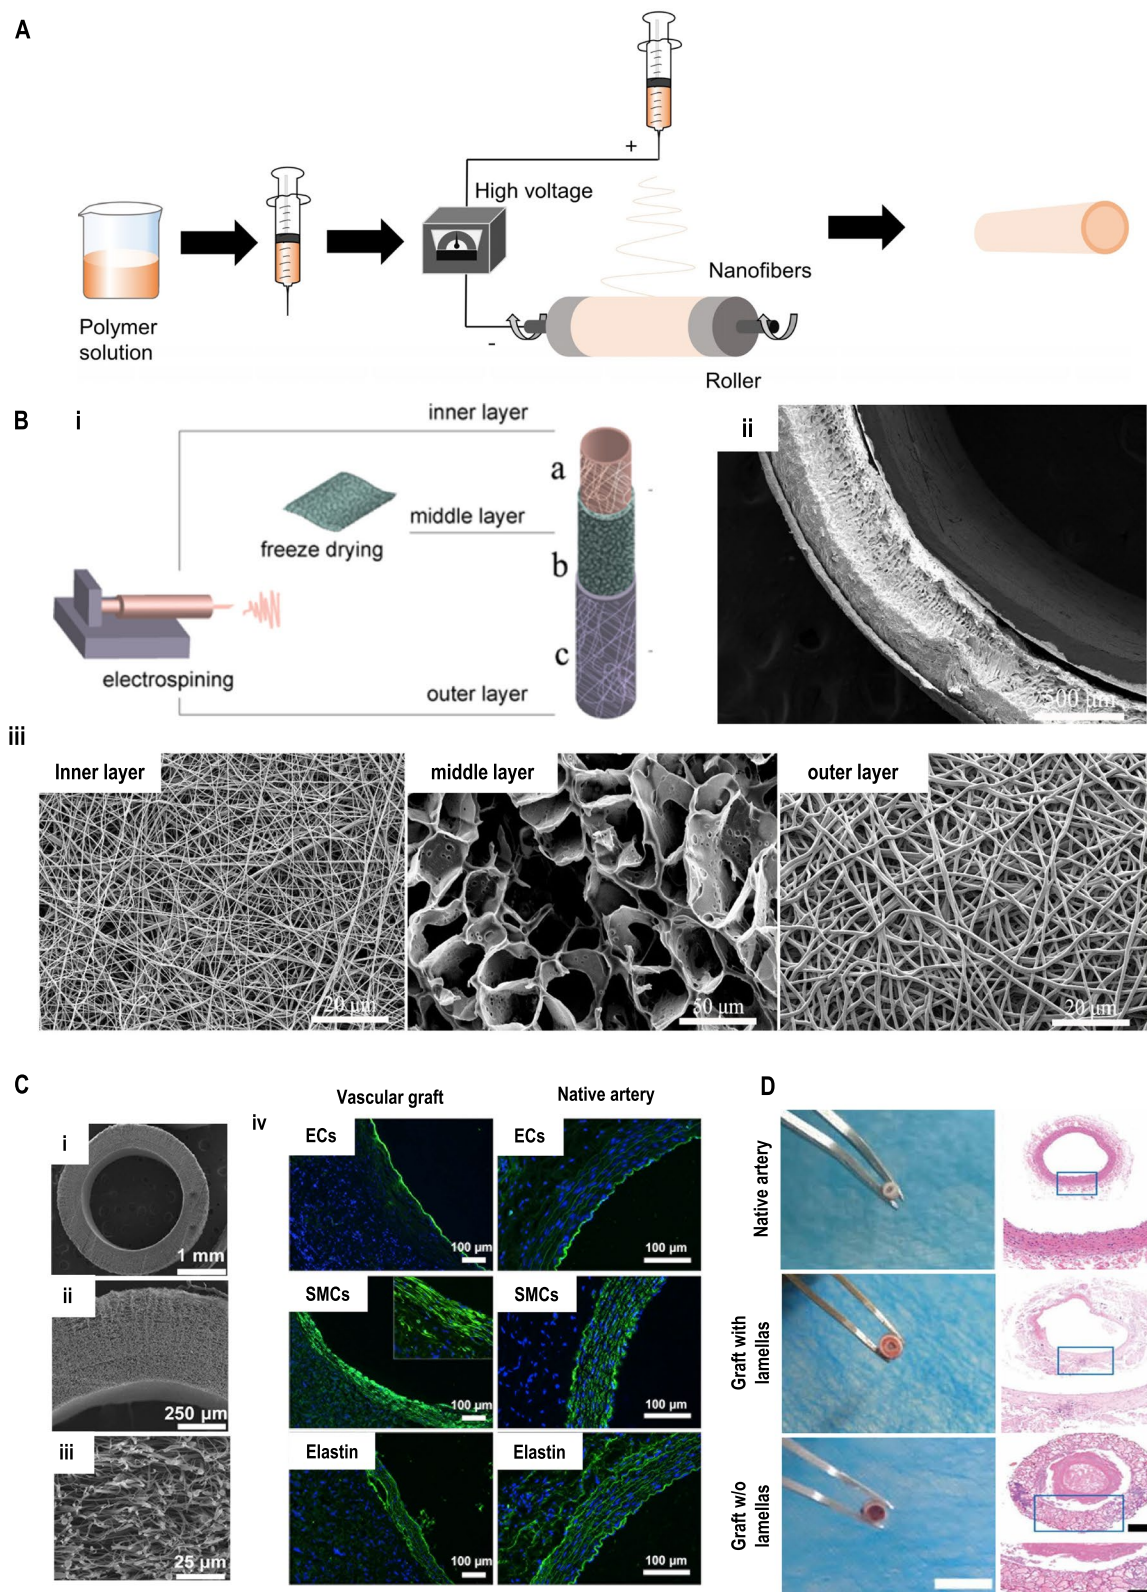 A
+
High voltage
Nanofibers
Polymer
solution
-
Roller
B
i
inner layer
a
middle layer
freeze drying
b
c
electrospining
outer layer
ii
500 μm
iii
Inner layer
20 μm
middle layer
50 μm
outer layer
20 μm
C
i
1 mm
ii
250 μm
iii
25 μm
iv
Vascular graft
Native artery
ECs
100 μm
ECs
100 μm
SMCs
100 μm
SMCs
100 μm
Elastin
100 μm
Elastin
100 μm
D
Native artery
Graft with
lamellas
Graft w/o
lamellas